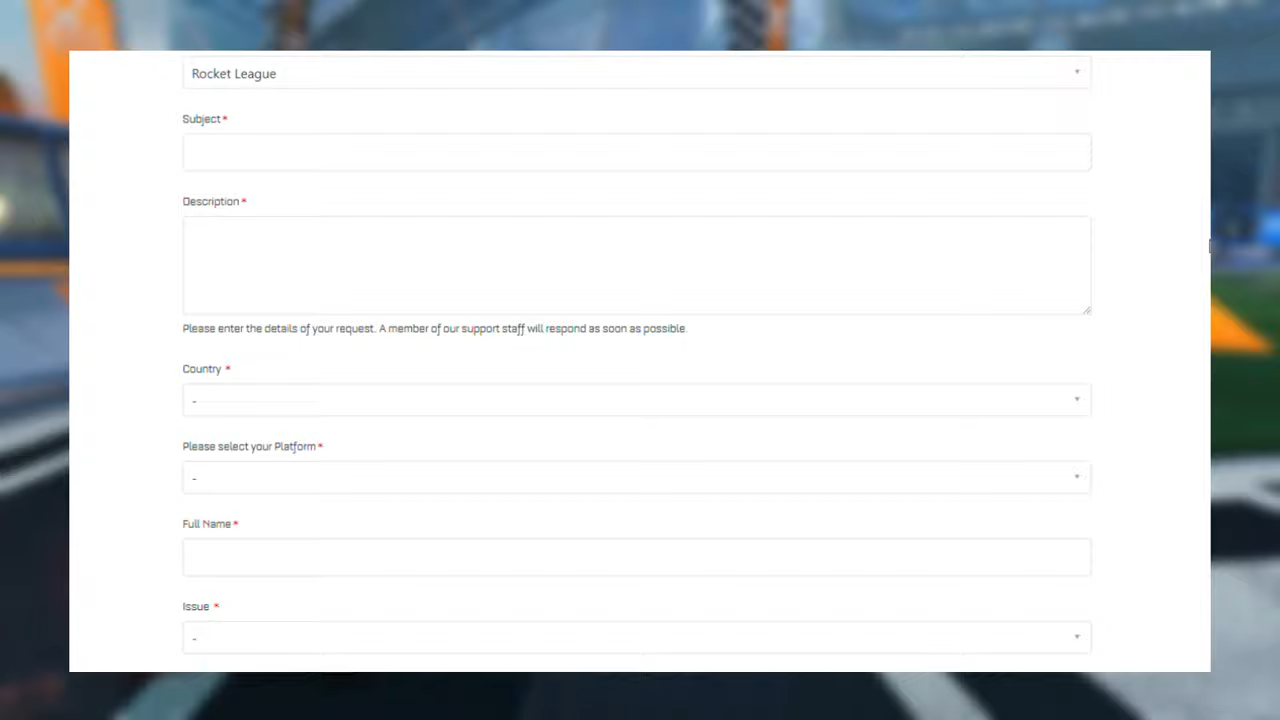 Rocket League
Subject *
Description *
Please enter the details of your request. A member of our support staff will respond as soon as possible.
Country *
-
Please select your Platform *
-
Full Name *
Issue *
-